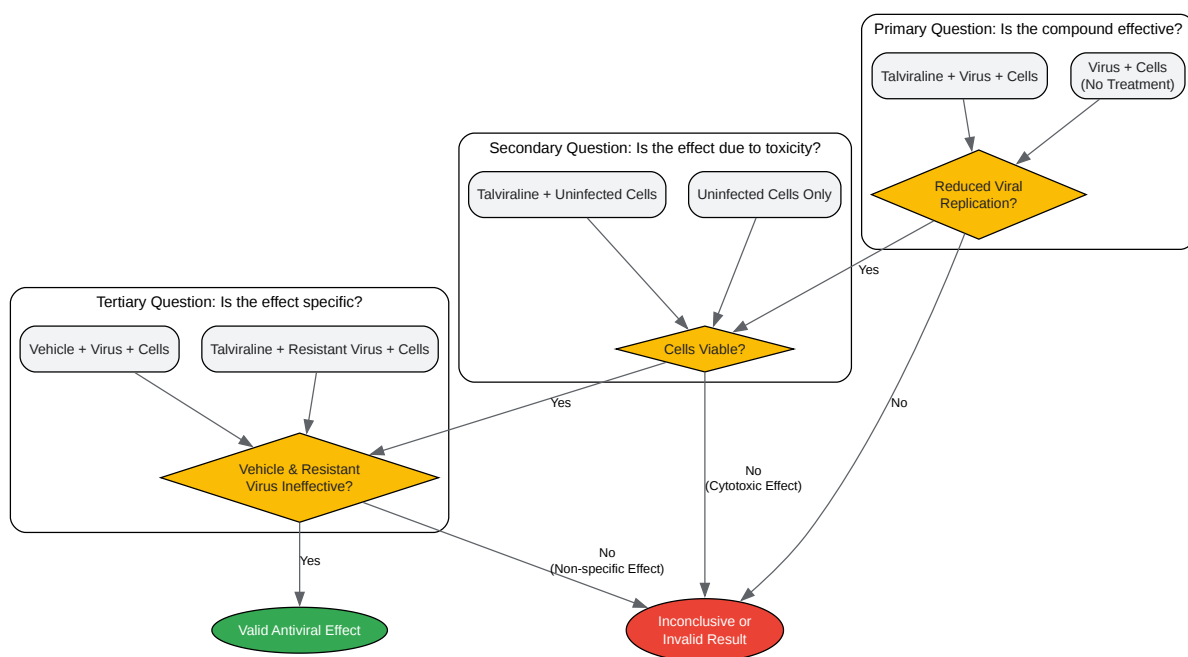 Primary Question: Is the compound effective?
Talviraline + Virus + Cells
Virus + Cells
(No Treatment)
Reduced Viral
Replication?
Secondary Question: Is the effect due to toxicity?
Talviraline + Uninfected Cells
Uninfected Cells Only
Yes
Cells Viable?
Tertiary Question: Is the effect specific?
Vehicle + Virus + Cells
Talviraline + Resistant Virus + Cells
Yes
No
Vehicle & Resistant
Virus Ineffective?
No
(Cytotoxic Effect)
Yes
No
(Non-specific Effect)
Valid Antiviral Effect
Inconclusive or
Invalid Result